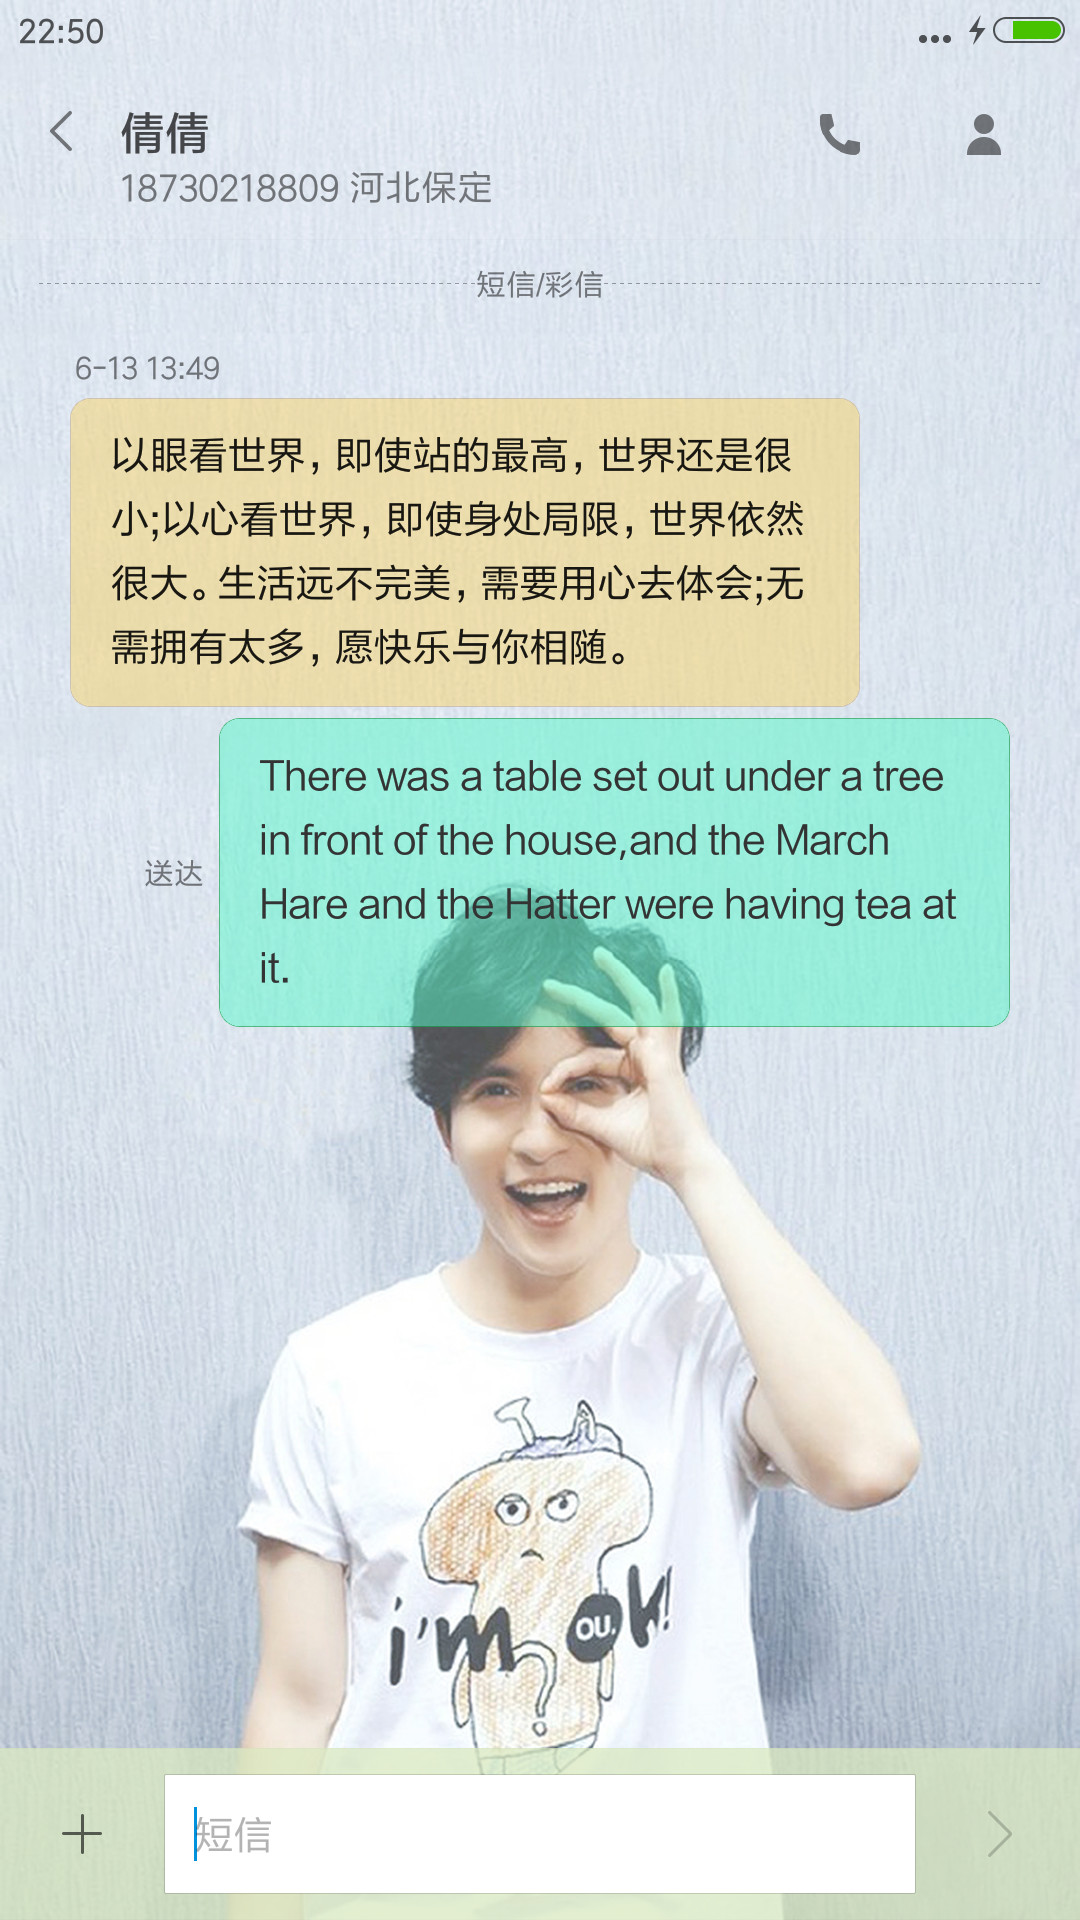 22:50
倩倩
18730218809 河北保定
短信/彩信
6-13 13:49
以眼看世界，即使站的最高，世界还是很
小;以心看世界，即使身处局限，世界依然
很大。生活远不完美，需要用心去体会;无
需拥有太多，愿快乐与你相随。
There was a table set out under a tree
in front of the house,and the March
Hare and the Hatter were having tea at
it.
送达
i'm OK!
OU.
短信